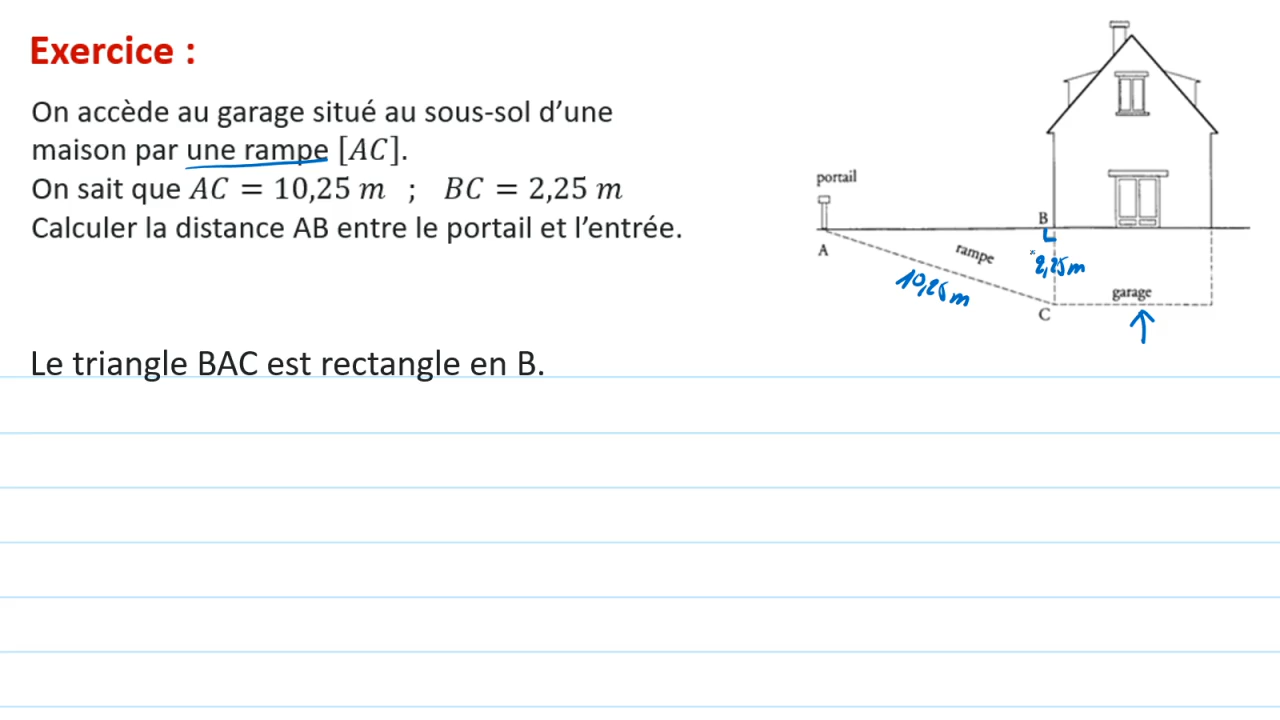 Exercice :
On accède au garage situé au sous-sol d’une
maison par une rampe [AC].
On sait que AC = 10,25 m ; BC = 2,25 m
Calculer la distance AB entre le portail et l’entrée.
portail
B
A
rampe
2,25m
10,25m
garage
C
Le triangle BAC est rectangle en B.